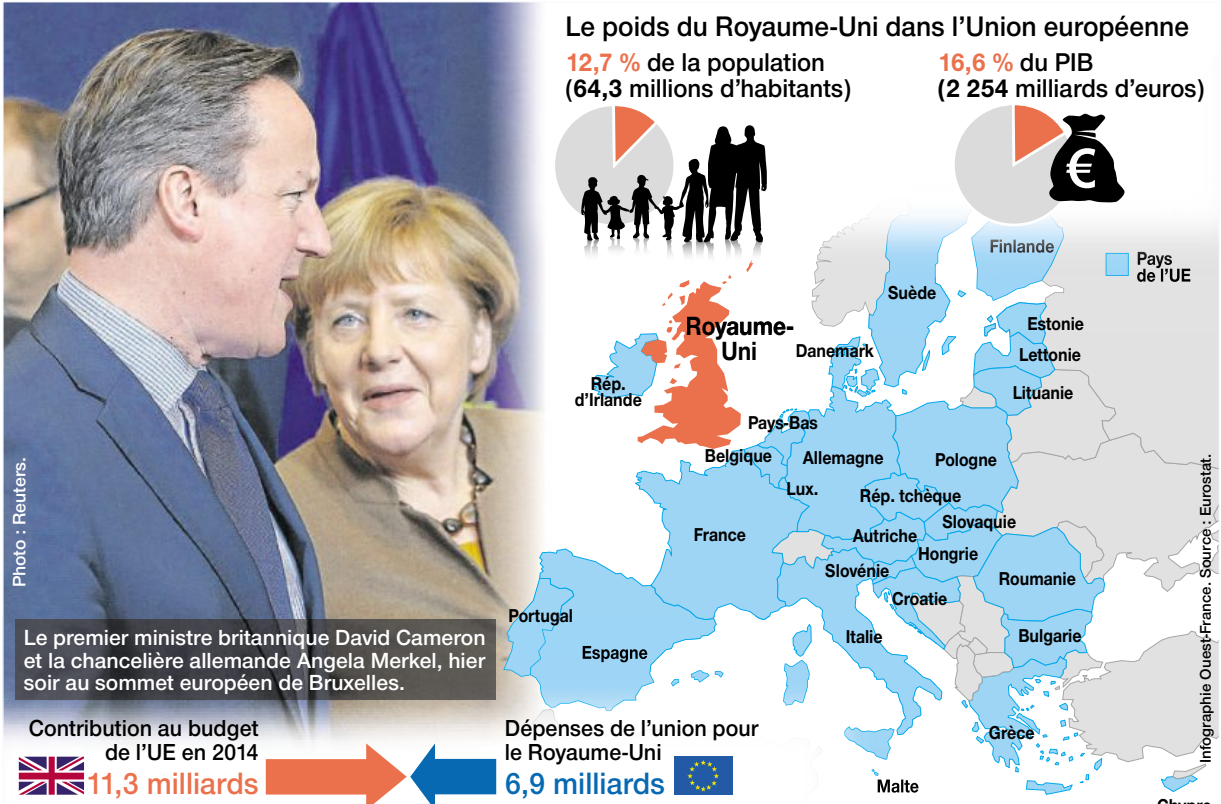 Le poids du Royaume-Uni dans l'Union européenne
12,7 % de la population
(64,3 millions d'habitants)
16,6 % du PIB
(2 254 milliards d'euros)
€
Pays
de l'UE
Finlande
Suède
Estonie
Royaume-
Uni
Danemark
Lettonie
Lituanie
Rép.
d'Irlande
Pays-Bas
Belgique
Allemagne
Pologne
Lux.
Rép. tchèque
Slovaquie
France
Autriche
Hongrie
Slovénie
Roumanie
Croatie
Portugal
Espagne
Italie
Bulgarie
Grèce
Malte
Photo : Reuters.
Le premier ministre britannique David Cameron
et la chancelière allemande Angela Merkel, hier
soir au sommet européen de Bruxelles.
Contribution au budget
de l'UE en 2014
11,3 milliards
Dépenses de l'union pour
le Royaume-Uni
6,9 milliards
Infographie Ouest-France. Source : Eurostat.